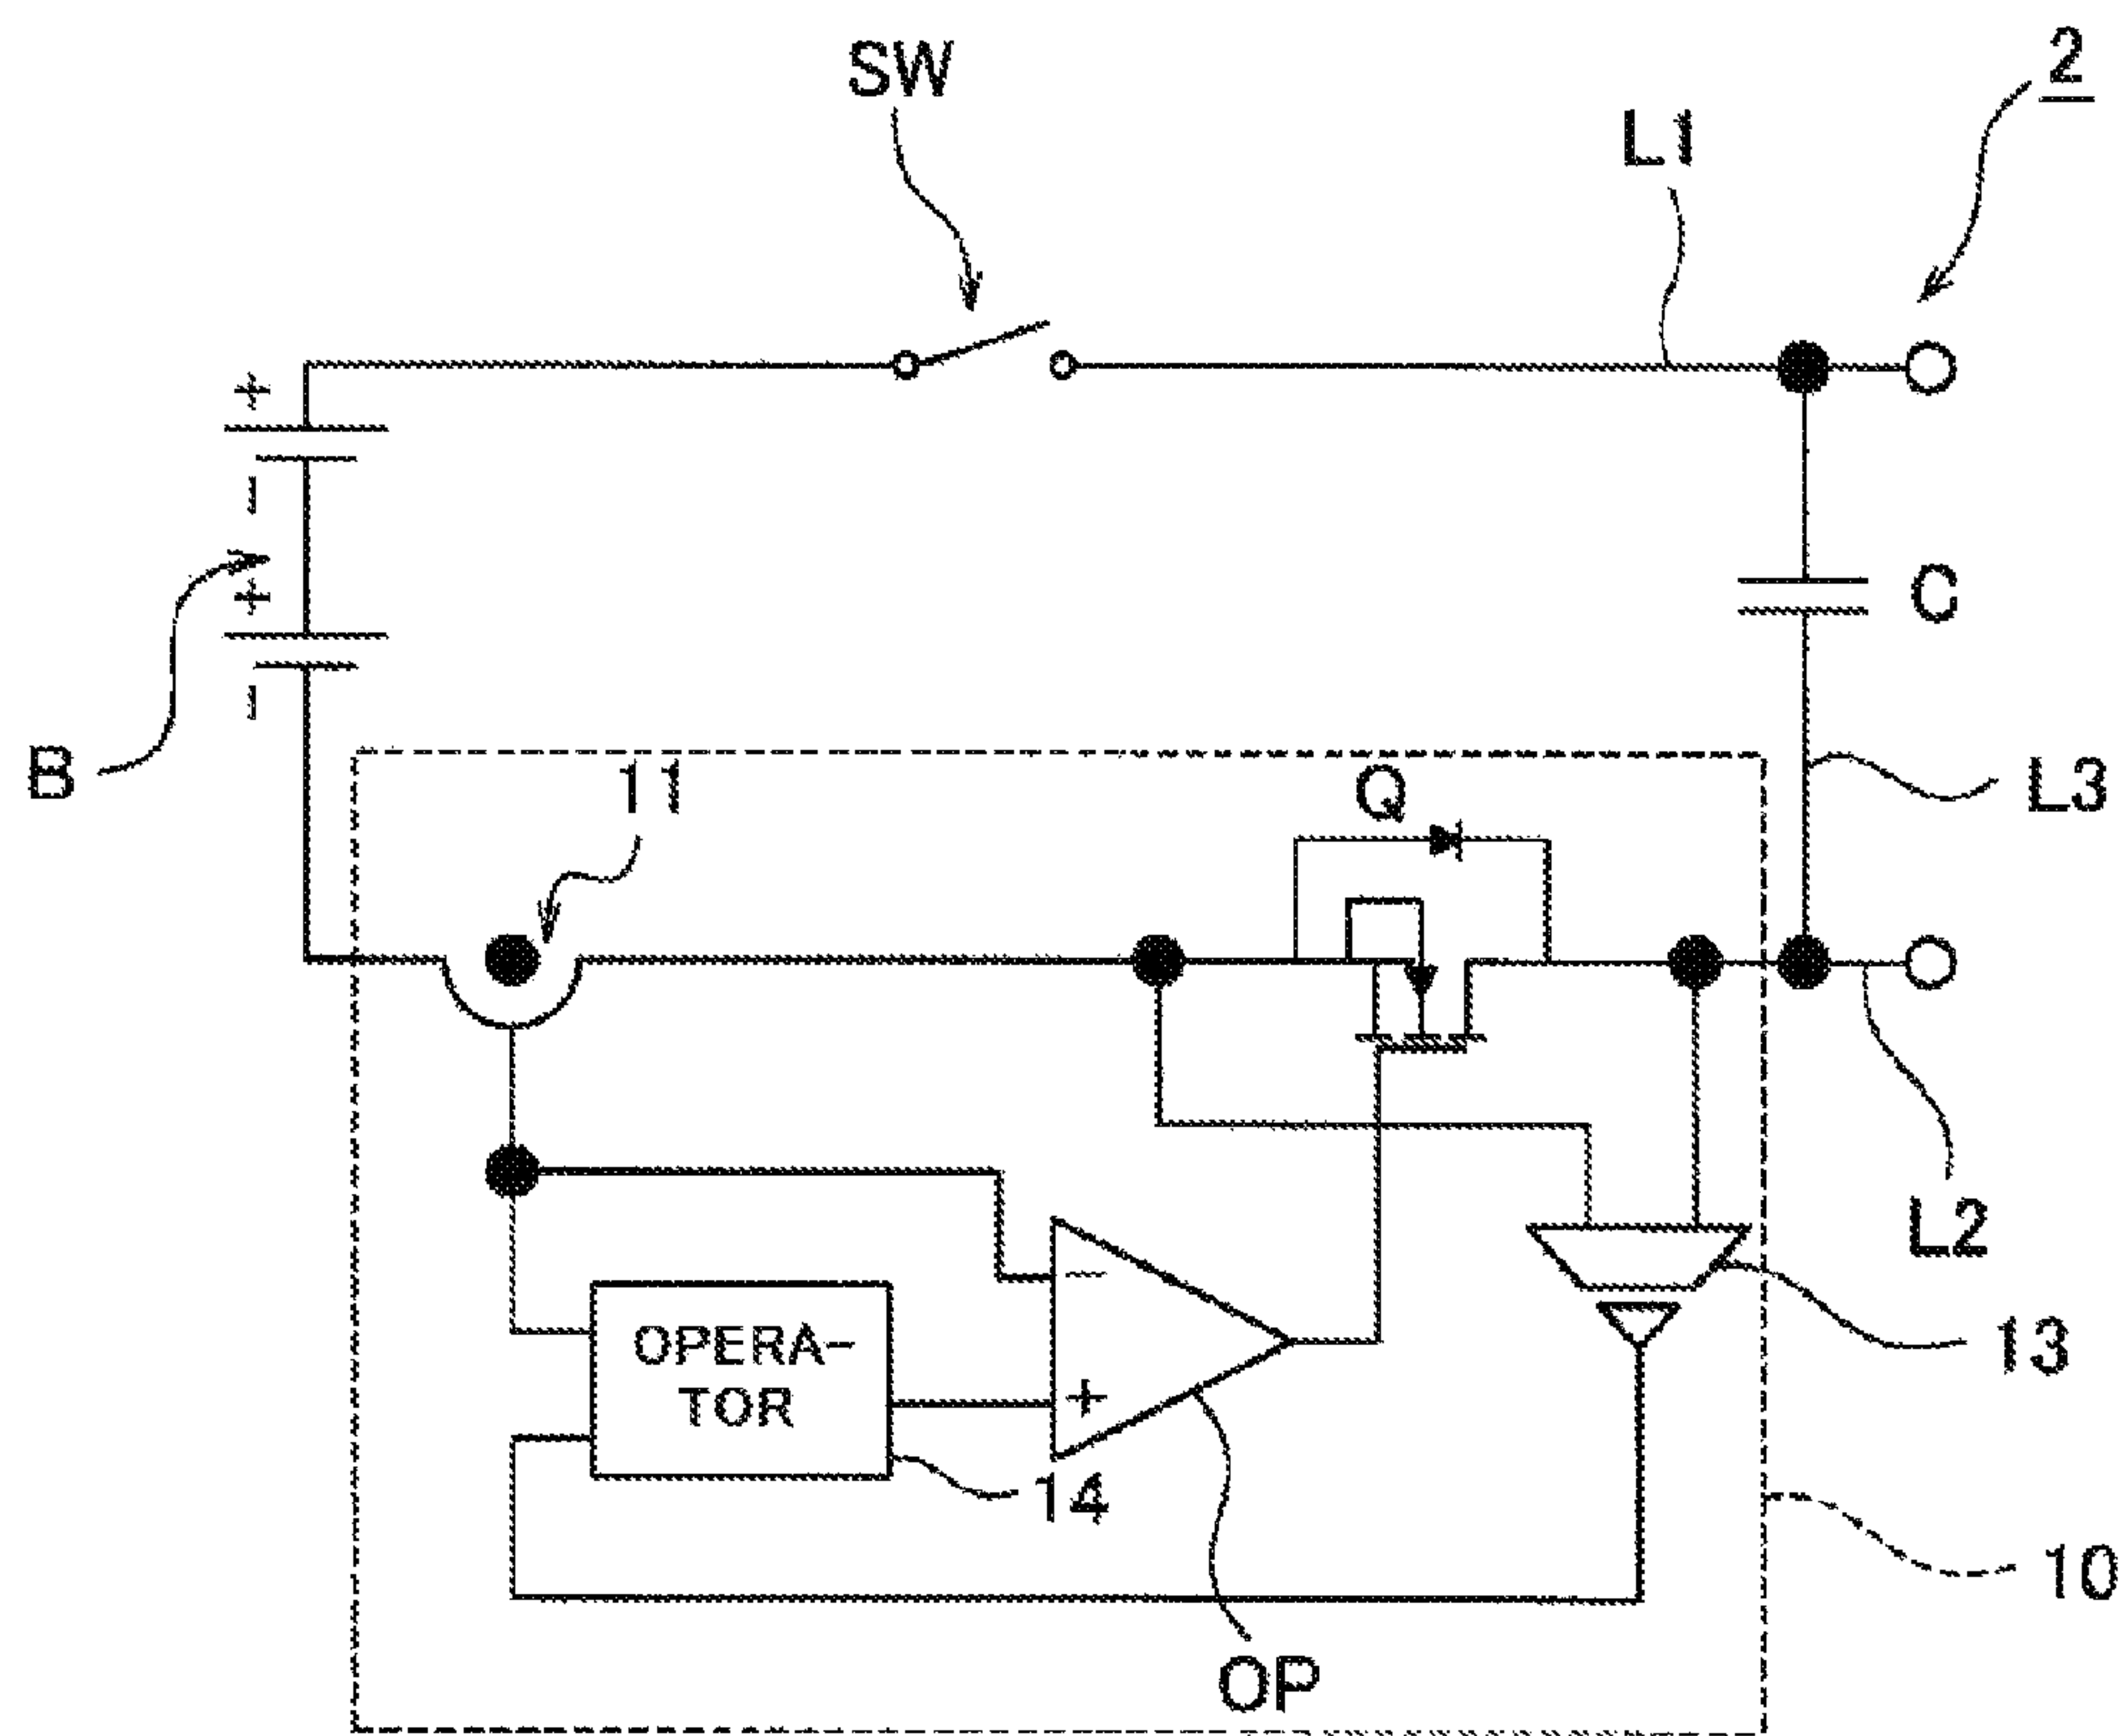 SW
2
L1
+
-
B
+
-
C
11
Q
L3
-
+
OPERA-
TOR
14
L2
13
10
OP